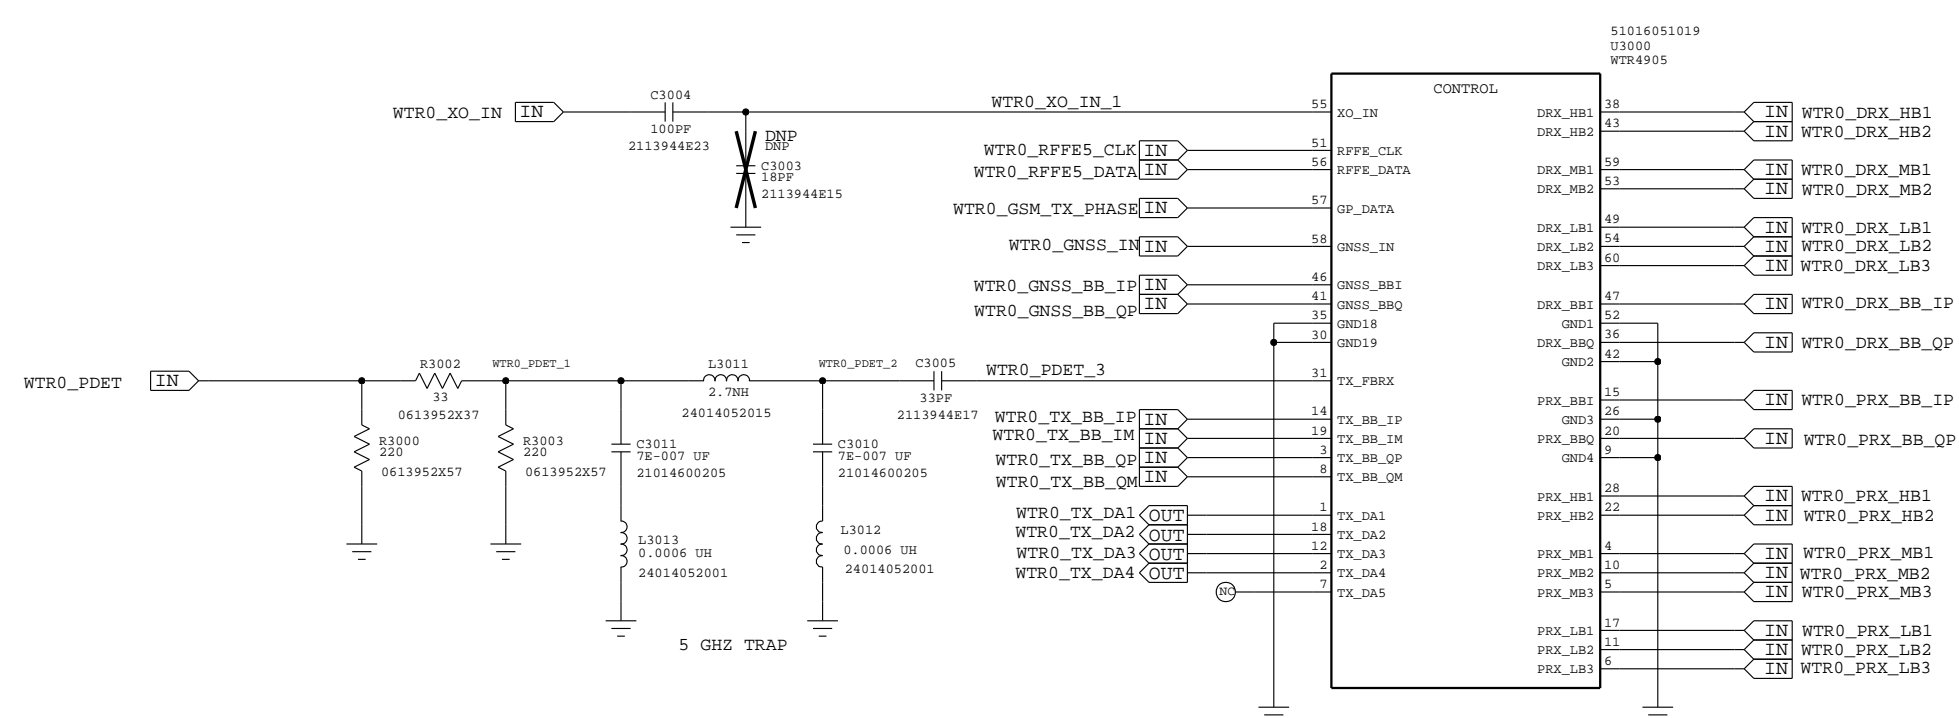 51016051019
U3000
WTR4905
CONTROL
WTR0_XO_IN IN
C3004
100PF
2113944E23
WTR0_XO_IN_1
55 XO_IN
DNP
DNP
C3003
18PF
2113944E15
WTR0_RFFE5_CLK IN 51 RFFE_CLK
WTR0_RFFE5_DATA IN 56 RFFE_DATA
WTR0_GSM_TX_PHASE IN 57 GP_DATA
WTR0_GNSS_IN IN 58 GNSS_IN
WTR0_GNSS_BB_IP IN 46 GNSS_BBI
WTR0_GNSS_BB_QP IN 41 GNSS_BBQ
35 GND18
30 GND19
WTR0_PDET IN
R3002
33
0613952X37
WTR0_PDET_1
L3011
2.7NH
24014052015
WTR0_PDET_2
C3005
33PF
2113944E17
WTR0_PDET_3
31 TX_FBRX
R3000
220
0613952X57
R3003
220
0613952X57
C3011
7E-007 UF
21014600205
C3010
7E-007 UF
21014600205
L3013
0.0006 UH
24014052001
L3012
0.0006 UH
24014052001
5 GHZ TRAP
WTR0_TX_BB_IP IN 14 TX_BB_IP
WTR0_TX_BB_IM IN 19 TX_BB_IM
WTR0_TX_BB_QP IN 3 TX_BB_QP
WTR0_TX_BB_QM IN 8 TX_BB_QM
WTR0_TX_DA1 OUT 1 TX_DA1
WTR0_TX_DA2 OUT 18 TX_DA2
WTR0_TX_DA3 OUT 12 TX_DA3
WTR0_TX_DA4 OUT 2 TX_DA4
NC 7 TX_DA5
DRX_HB1 38 IN WTR0_DRX_HB1
DRX_HB2 43 IN WTR0_DRX_HB2
DRX_MB1 59 IN WTR0_DRX_MB1
DRX_MB2 53 IN WTR0_DRX_MB2
DRX_LB1 49 IN WTR0_DRX_LB1
DRX_LB2 54 IN WTR0_DRX_LB2
DRX_LB3 60 IN WTR0_DRX_LB3
DRX_BBI 47 IN WTR0_DRX_BB_IP
GND1 52
DRX_BBQ 36 IN WTR0_DRX_BB_QP
GND2 42
PRX_BBI 15 IN WTR0_PRX_BB_IP
GND3 26
PRX_BBQ 20 IN WTR0_PRX_BB_QP
GND4 9
PRX_HB1 28 IN WTR0_PRX_HB1
PRX_HB2 22 IN WTR0_PRX_HB2
PRX_MB1 4 IN WTR0_PRX_MB1
PRX_MB2 10 IN WTR0_PRX_MB2
PRX_MB3 5 IN WTR0_PRX_MB3
PRX_LB1 17 IN WTR0_PRX_LB1
PRX_LB2 11 IN WTR0_PRX_LB2
PRX_LB3 6 IN WTR0_PRX_LB3